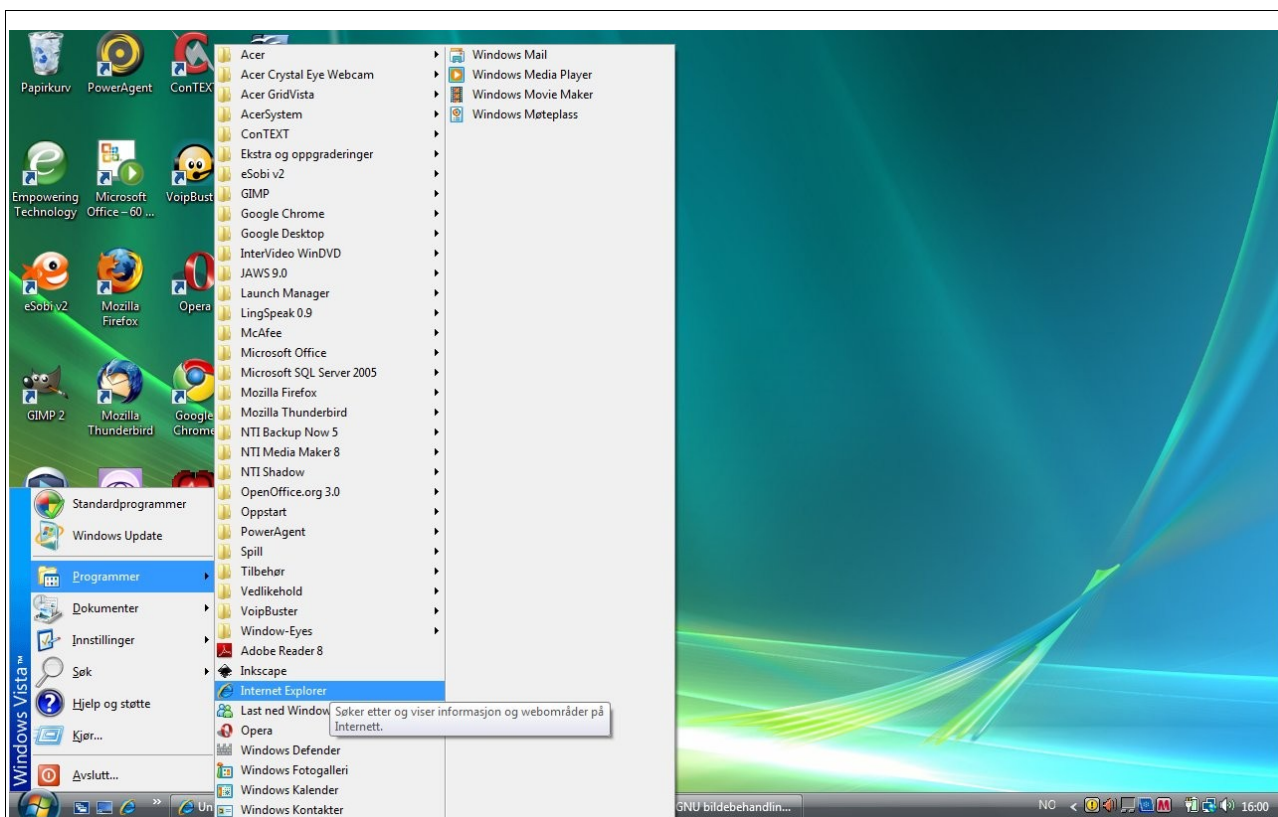 Papirkurv
PowerAgent
ConTEX
Empowering Technology
Microsoft Office – 60 ...
VoipBust
eSobi v2
Mozilla Firefox
Opera
GIMP 2
Mozilla Thunderbird
Google Chrome
Windows Vista™
Standardprogrammer
Windows Update
Programmer
Dokumenter
Innstillinger
Søk
Hjelp og støtte
Kjør...
Avslutt...
Acer
Acer Crystal Eye Webcam
Acer GridVista
AcerSystem
ConTEXT
Ekstra og oppgraderinger
eSobi v2
GIMP
Google Chrome
Google Desktop
InterVideo WinDVD
JAWS 9.0
Launch Manager
LingSpeak 0.9
McAfee
Microsoft Office
Microsoft SQL Server 2005
Mozilla Firefox
Mozilla Thunderbird
NTI Backup Now 5
NTI Media Maker 8
NTI Shadow
OpenOffice.org 3.0
Oppstart
PowerAgent
Spill
Tilbehør
Vedlikehold
VoipBuster
Window-Eyes
Adobe Reader 8
Inkscape
Internet Explorer
Last ned Window
Opera
Windows Defender
Windows Fotogalleri
Windows Kalender
Windows Kontakter
Windows Mail
Windows Media Player
Windows Movie Maker
Windows Møteplass
Søker etter og viser informasjon og webområder på
Internett.
Un
GNU bildebehandlin...
NO
16:00